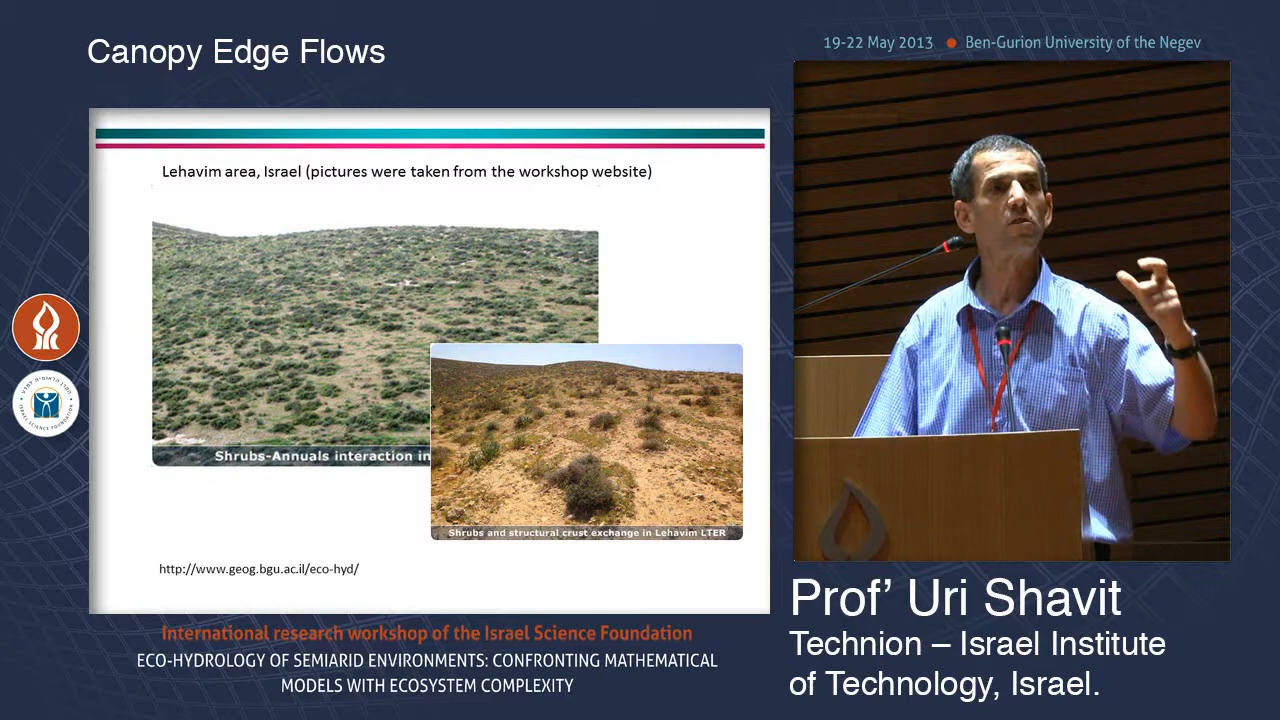 Canopy Edge Flows
19-22 May 2013 ● Ben-Gurion University of the Negev
Lehavim area, Israel (pictures were taken from the workshop website)
Shrubs-Annuals interaction in
Shrubs and structural crust exchange in Lehavim LTER
http://www.geog.bgu.ac.il/eco-hyd/
ISRAEL SCIENCE FOUNDATION
International research workshop of the Israel Science Foundation
ECO-HYDROLOGY OF SEMIARID ENVIRONMENTS: CONFRONTING MATHEMATICAL
MODELS WITH ECOSYSTEM COMPLEXITY
Prof’ Uri Shavit
Technion – Israel Institute
of Technology, Israel.